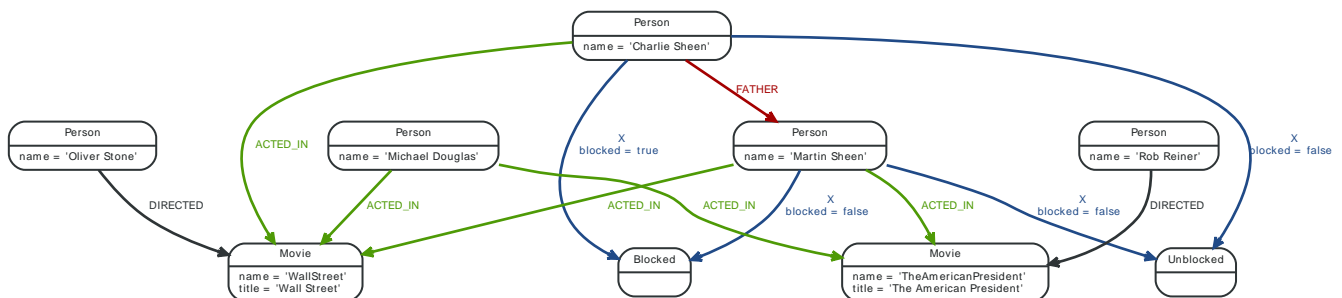 Person
name = 'Charlie Sheen'
FATHER
Person
name = 'Oliver Stone'
Person
name = 'Michael Douglas'
Person
name = 'Martin Sheen'
Person
name = 'Rob Reiner'
ACTED_IN
X
blocked = true
X
blocked = false
DIRECTED
ACTED_IN
ACTED_IN
ACTED_IN
X
blocked = false
ACTED_IN
X
blocked = false
DIRECTED
Movie
name = 'WallStreet'
title = 'Wall Street'
Blocked
Movie
name = 'TheAmericanPresident'
title = 'The American President'
Unblocked